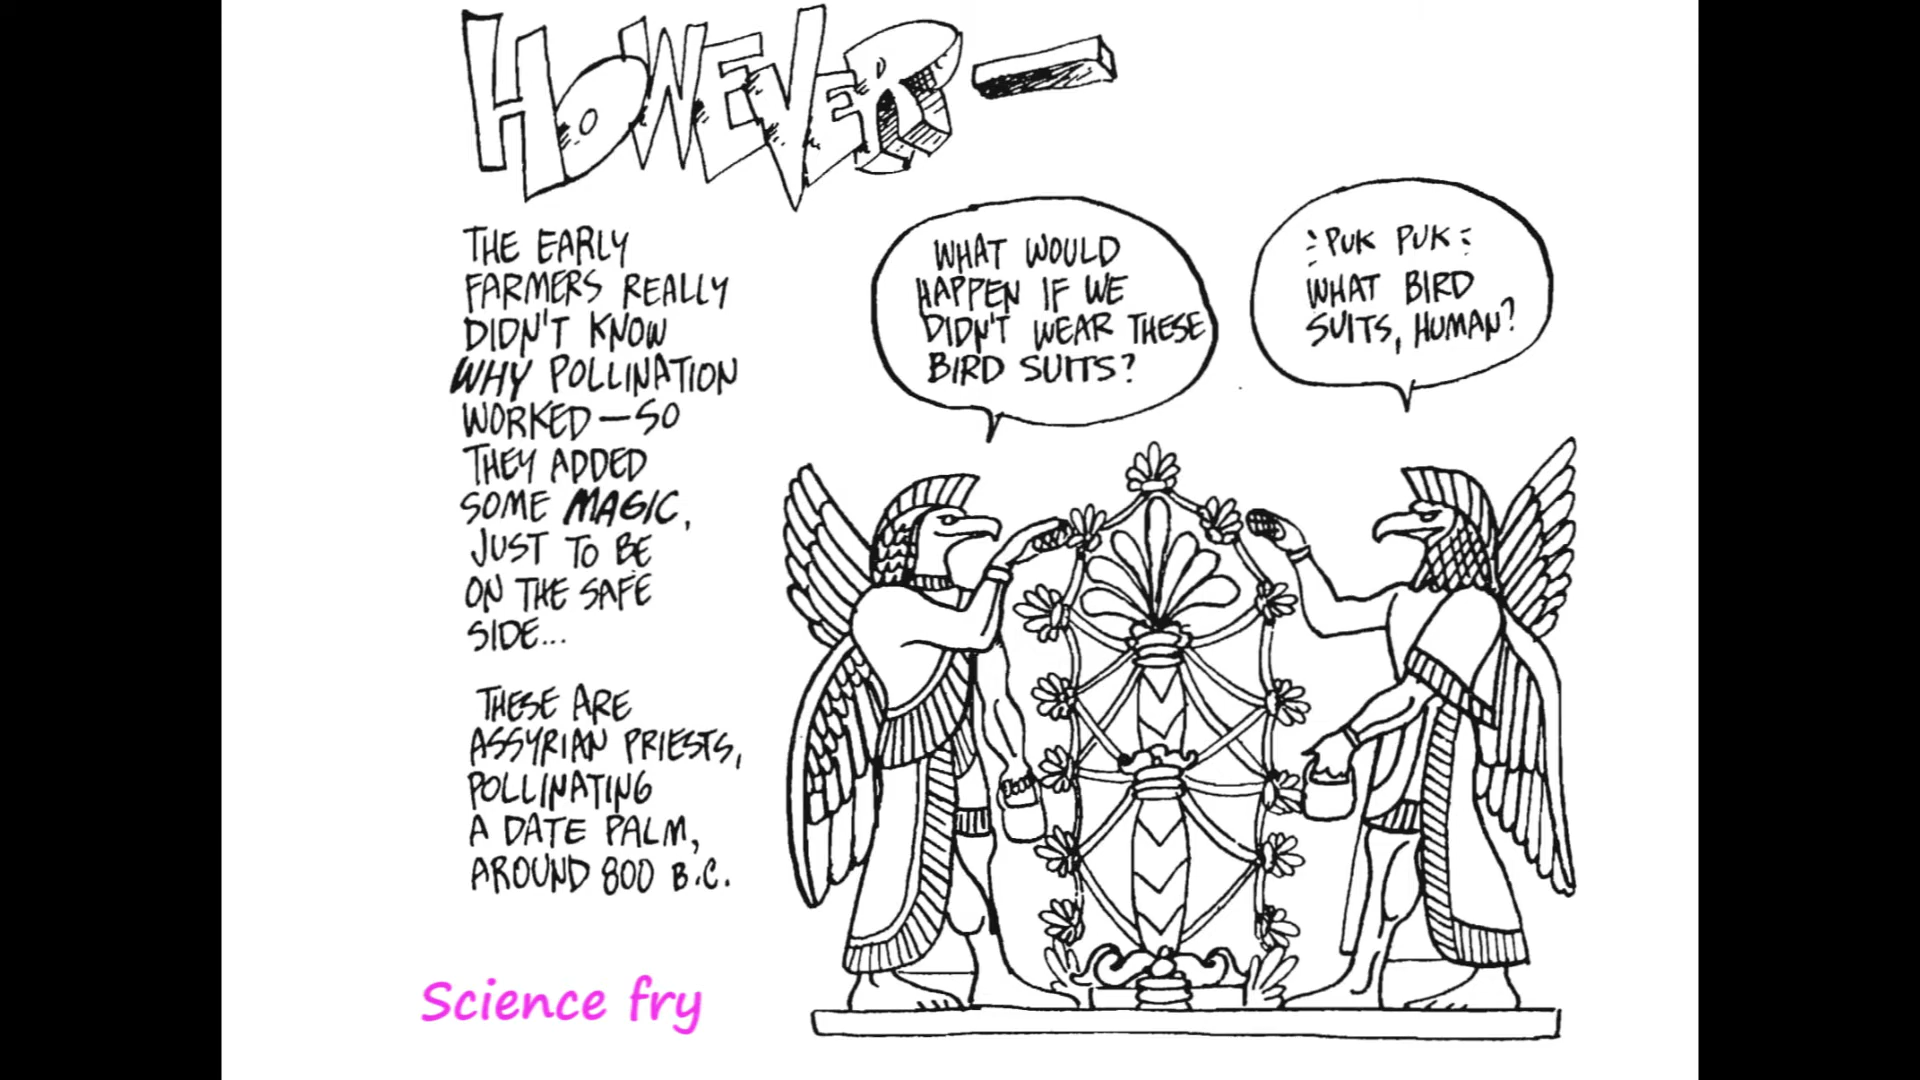 HOWEVER—
THE EARLY
FARMERS REALLY
DIDN'T KNOW
WHY POLLINATION
WORKED—SO
THEY ADDED
SOME MAGIC,
JUST TO BE
ON THE SAFE
SIDE...
THESE ARE
ASSYRIAN PRIESTS,
POLLINATING
A DATE PALM,
AROUND 800 B.C.
WHAT WOULD
HAPPEN IF WE
DIDN'T WEAR THESE
BIRD SUITS?
PUK PUK
WHAT BIRD
SUITS, HUMAN?
Science fry